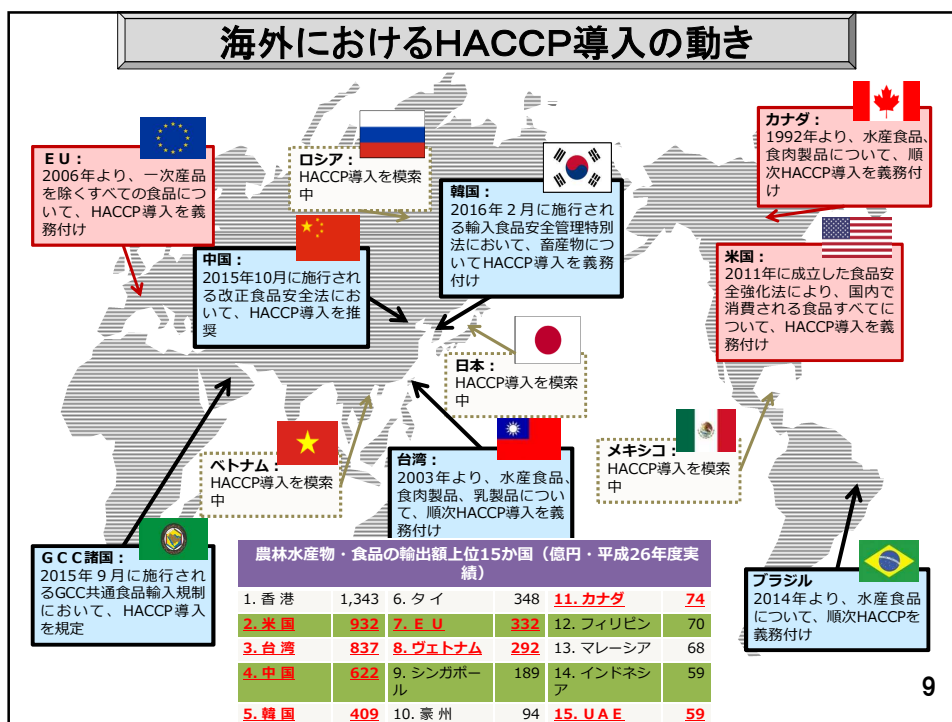 海外におけるHACCP導入の動き
EU:
2006年より、一次産品
を除くすべての食品につ
いて、HACCP導入を義
務付け
ロシア:
HACCP導入を模索
中
韓国:
2016年2月に施行され
る輸入食品安全管理特別
法において、畜産物につ
いてHACCP導入を義務
付け
カナダ:
1992年より、水産食品、
食肉製品について、順
次HACCP導入を義務付
け
中国:
2015年10月に施行され
る改正食品安全法にお
いて、HACCP導入を推
奨
米国:
2011年に成立した食品安
全強化法により、国内で
消費される食品すべてに
ついて、HACCP導入を義
務付け
日本:
HACCP導入を模索
中
ベトナム:
HACCP導入を模索
中
台湾:
2003年より、水産食品、
食肉製品、乳製品につい
て、順次HACCP導入を
義務付け
メキシコ:
HACCP導入を模索
中
GCC諸国:
2015年9月に施行され
るGCC共通食品輸入規制
において、HACCP導入
を規定
ブラジル
2014年より、水産食品
について、順次HACCPを
義務付け
農林水産物・食品の輸出額上位15か国(億円・平成26年度実
績)
1. 香 港 1,343 6. タ イ 348 11. カナダ 74
2. 米 国 932 7. E U 332 12. フィリピン 70
3. 台 湾 837 8. ヴェトナム 292 13. マレーシア 68
4. 中 国 622 9. シンガポー
ル 189 14. インドネシ
ア 59
5. 韓 国 409 10. 豪 州 94 15. UAE 59
9